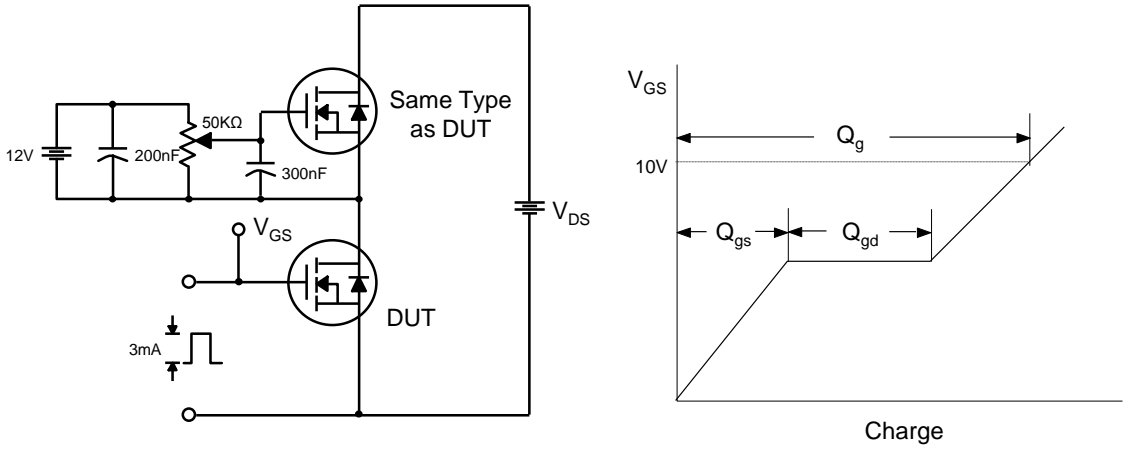 Same Type
as DUT
50KΩ
12V
200nF
300nF
V_GS
V_DS
DUT
3mA
V_GS
Q_g
10V
Q_gs
Q_gd
Charge